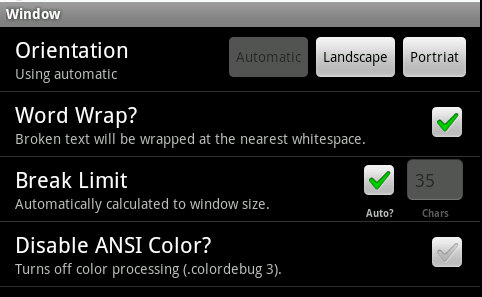 Window
Orientation
Using automatic
Automatic Landscape Portriat
Word Wrap?
Broken text will be wrapped at the nearest whitespace.
Break Limit
Automatically calculated to window size.
35
Auto? Chars
Disable ANSI Color?
Turns off color processing (.colordebug 3).